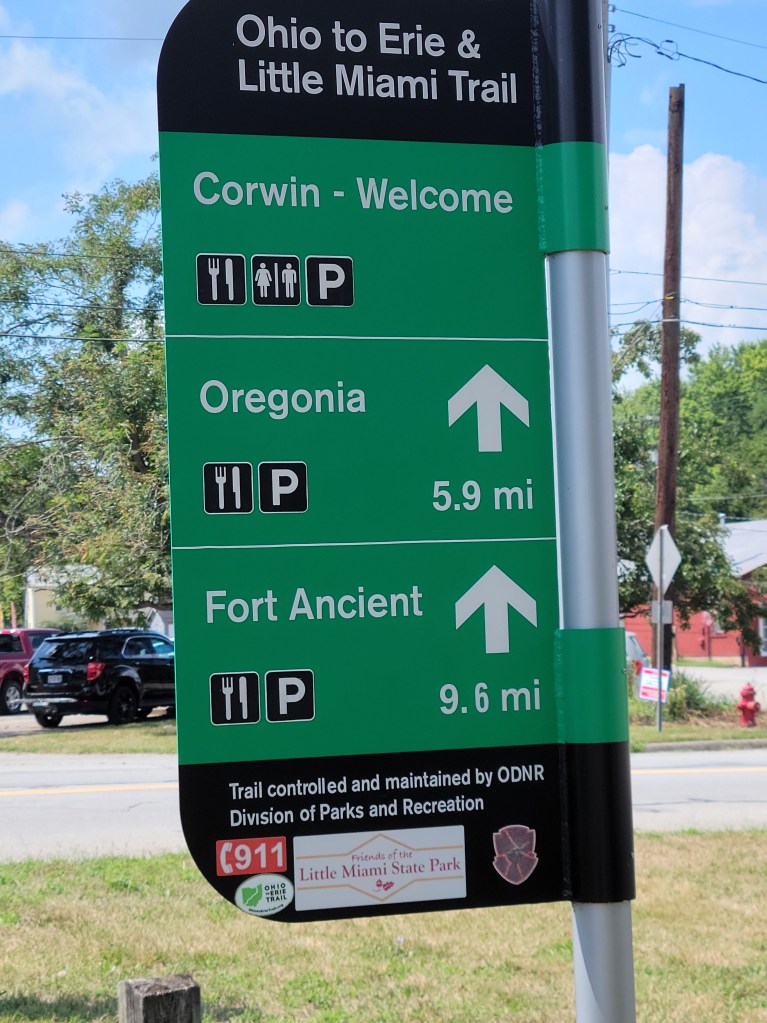 Ohio to Erie &
Little Miami Trail
Corwin - Welcome
P
Oregonia
P
5.9 mi
Fort Ancient
P
9.6 mi
Trail controlled and maintained by ODNR
Division of Parks and Recreation
911
Friends of the
Little Miami State Park
OHIO
TO ERIE
TRAIL